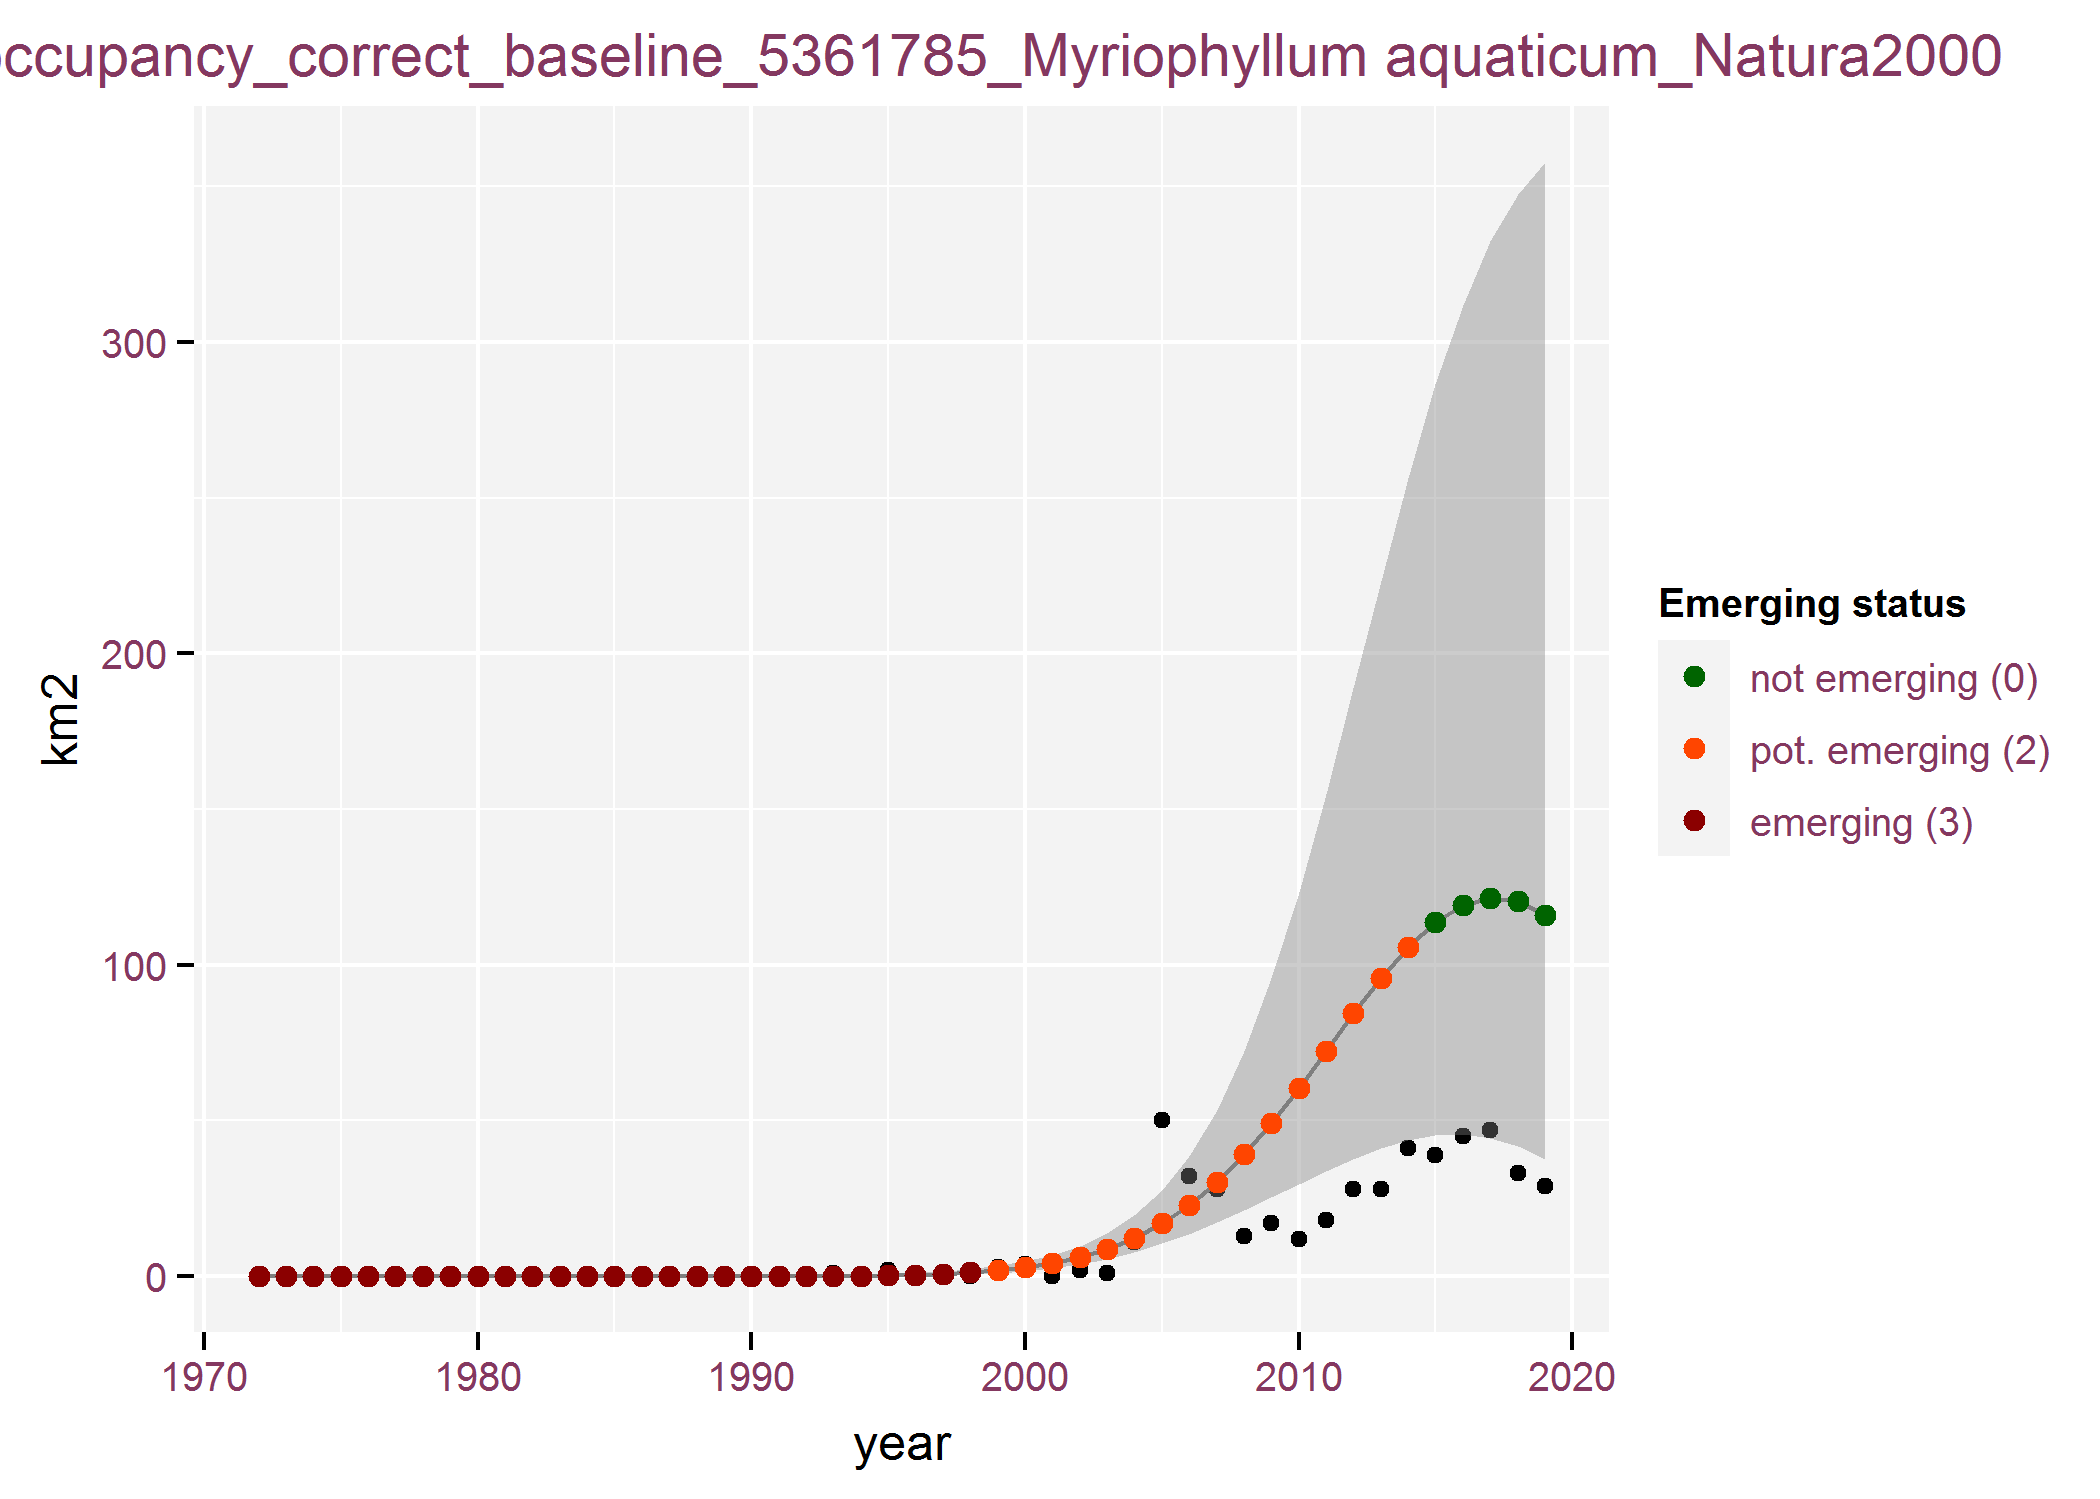 occupancy_correct_baseline_5361785_Myriophyllum aquaticum_Natura2000
300
200
100
0
km2
1970 1980 1990 2000 2010 2020
year
Emerging status
not emerging (0)
pot. emerging (2)
emerging (3)